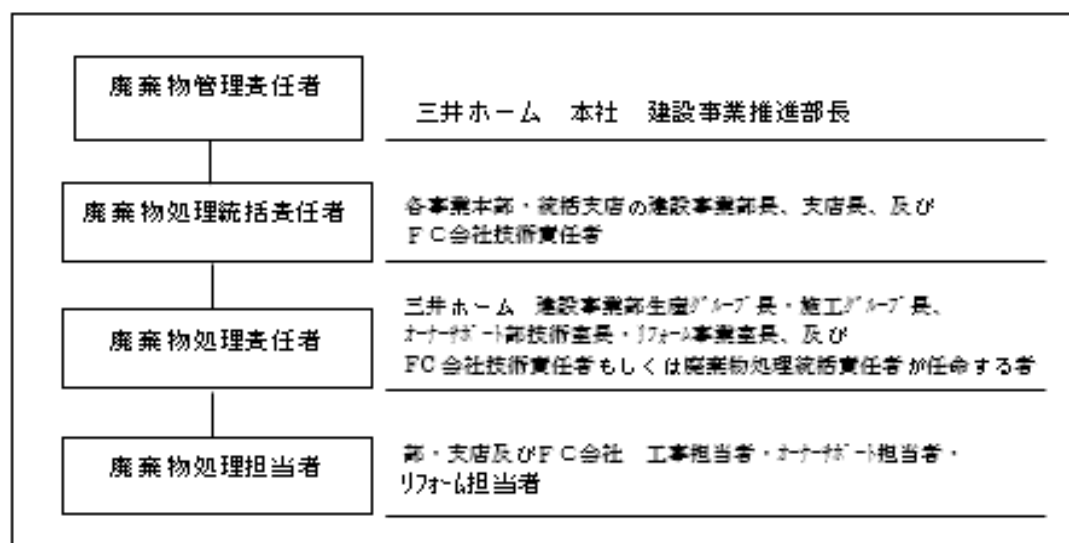 廃棄物管理責任者
三井ホーム　本社　建設事業推進部長
廃棄物処理統括責任者
各事業本部・統括支店の建設事業部長、支店長、及び
ＦＣ会社技術責任者
廃棄物処理責任者
三井ホーム　建設事業部生産ｸﾞﾙｰﾌﾟ長・施工ｸﾞﾙｰﾌﾟ長、
ｵｰﾅｰｻﾎﾟｰﾄ部技術室長・ﾘﾌｫｰﾑ事業室長、及び
FC会社技術責任者もしくは廃棄物処理統括責任者が任命する者
廃棄物処理担当者
部・支店及びＦＣ会社　工事担当者・ｵｰﾅｰｻﾎﾟｰﾄ担当者・
ﾘﾌｫｰﾑ担当者